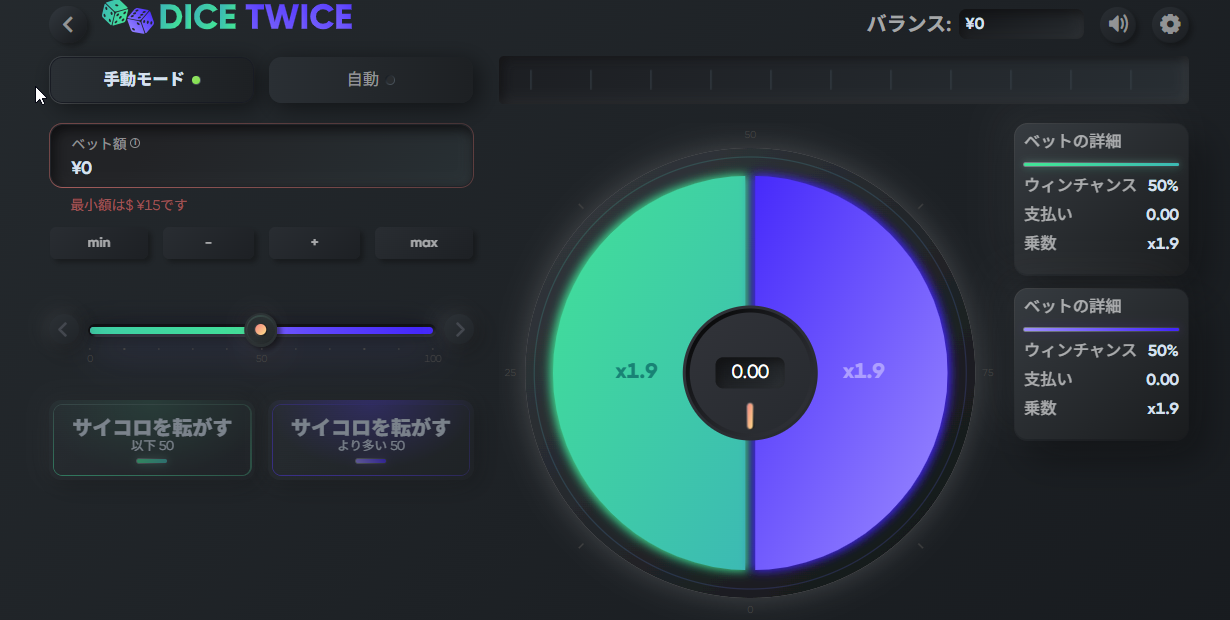 DICE TWICE
バランス: ¥0
手動モード
自動
ベット額
¥0
最小額は$ ¥15です
min - + max
0 50 100
サイコロを転がす
以下 50
サイコロを転がす
より多い 50
50
25
75
0
x1.9
0.00
x1.9
ベットの詳細
ウィンチャンス 50%
支払い 0.00
乗数 x1.9
ベットの詳細
ウィンチャンス 50%
支払い 0.00
乗数 x1.9